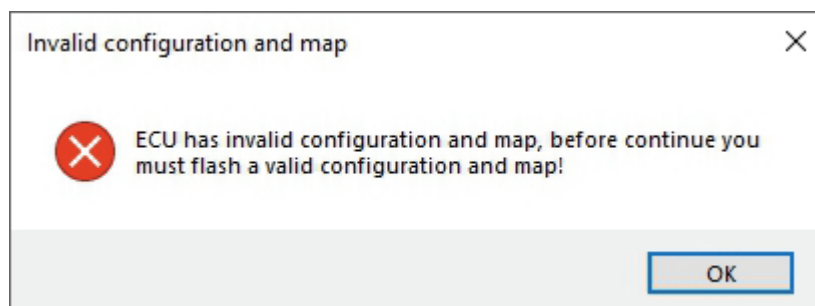 Invalid configuration and map
ECU has invalid configuration and map, before continue you
must flash a valid configuration and map!
OK